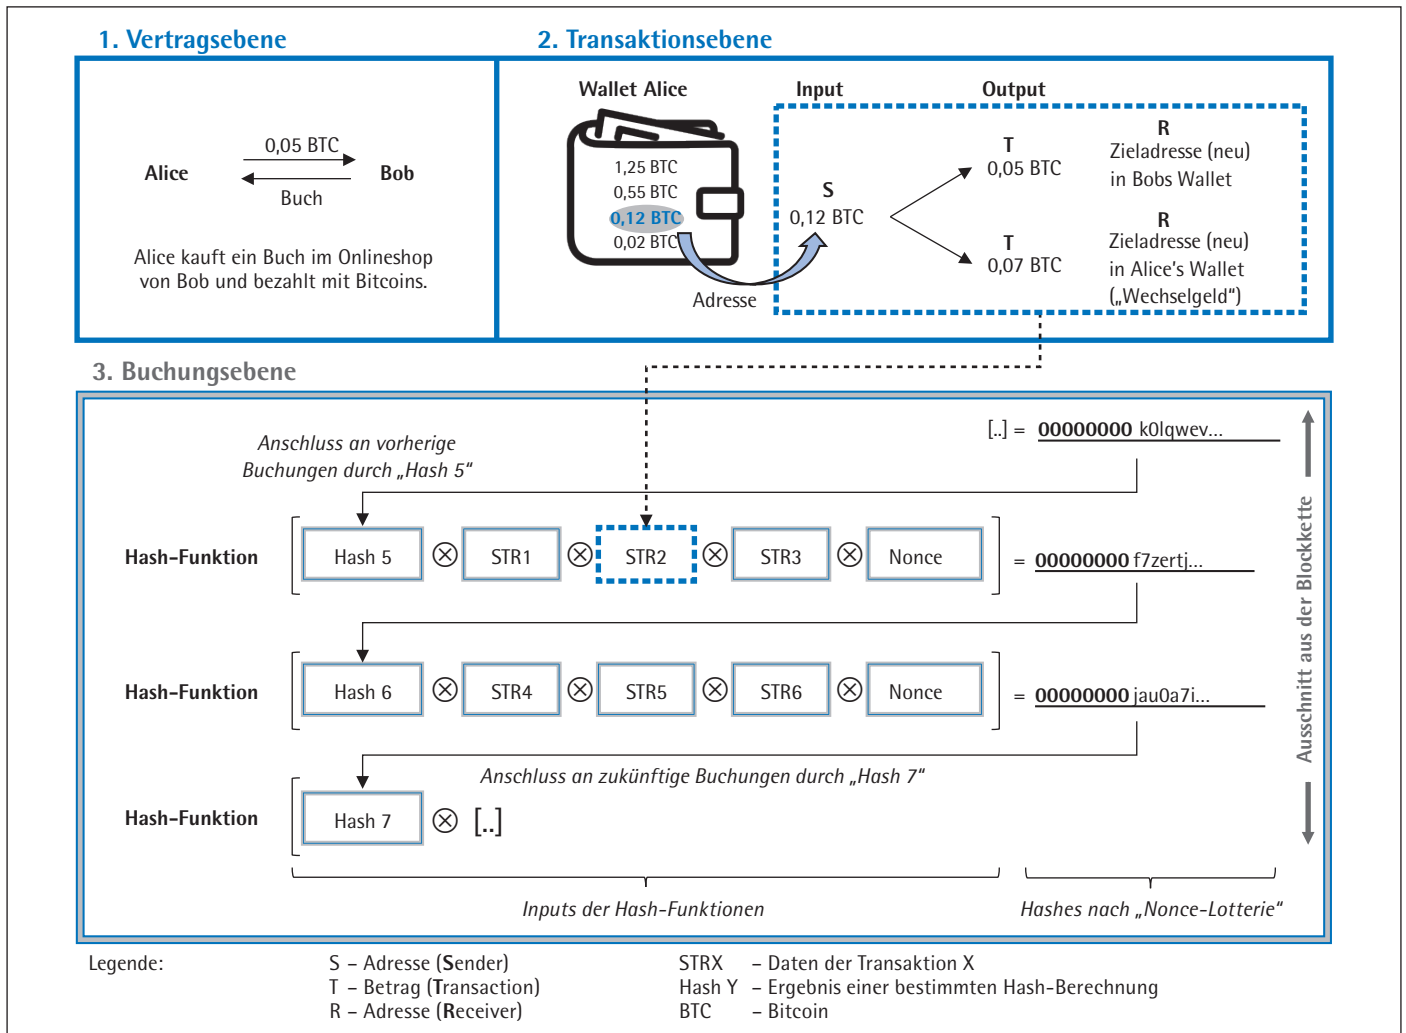 1. Vertragsebene
Alice
0,05 BTC
Buch
Bob
Alice kauft ein Buch im Onlineshop
von Bob und bezahlt mit Bitcoins.
2. Transaktionsebene
Wallet Alice
1,25 BTC
0,55 BTC
0,12 BTC
0,02 BTC
Adresse
Input
S
0,12 BTC
Output
T
0,05 BTC
R
Zieladresse (neu)
in Bobs Wallet
T
0,07 BTC
R
Zieladresse (neu)
in Alice's Wallet
(„Wechselgeld“)
3. Buchungsebene
[..] = 00000000 k0lqwev...
Anschluss an vorherige
Buchungen durch „Hash 5“
Hash-Funktion [ Hash 5 ⊗ STR1 ⊗ STR2 ⊗ STR3 ⊗ Nonce ] = 00000000 f7zertj...
Hash-Funktion [ Hash 6 ⊗ STR4 ⊗ STR5 ⊗ STR6 ⊗ Nonce ] = 00000000 jau0a7i...
Anschluss an zukünftige Buchungen durch „Hash 7“
Hash-Funktion [ Hash 7 ⊗ [..]
Inputs der Hash-Funktionen
Hashes nach „Nonce-Lotterie“
Ausschnitt aus der Blockkette
Legende:
S – Adresse (Sender)
T – Betrag (Transaction)
R – Adresse (Receiver)
STRX – Daten der Transaktion X
Hash Y – Ergebnis einer bestimmten Hash-Berechnung
BTC – Bitcoin